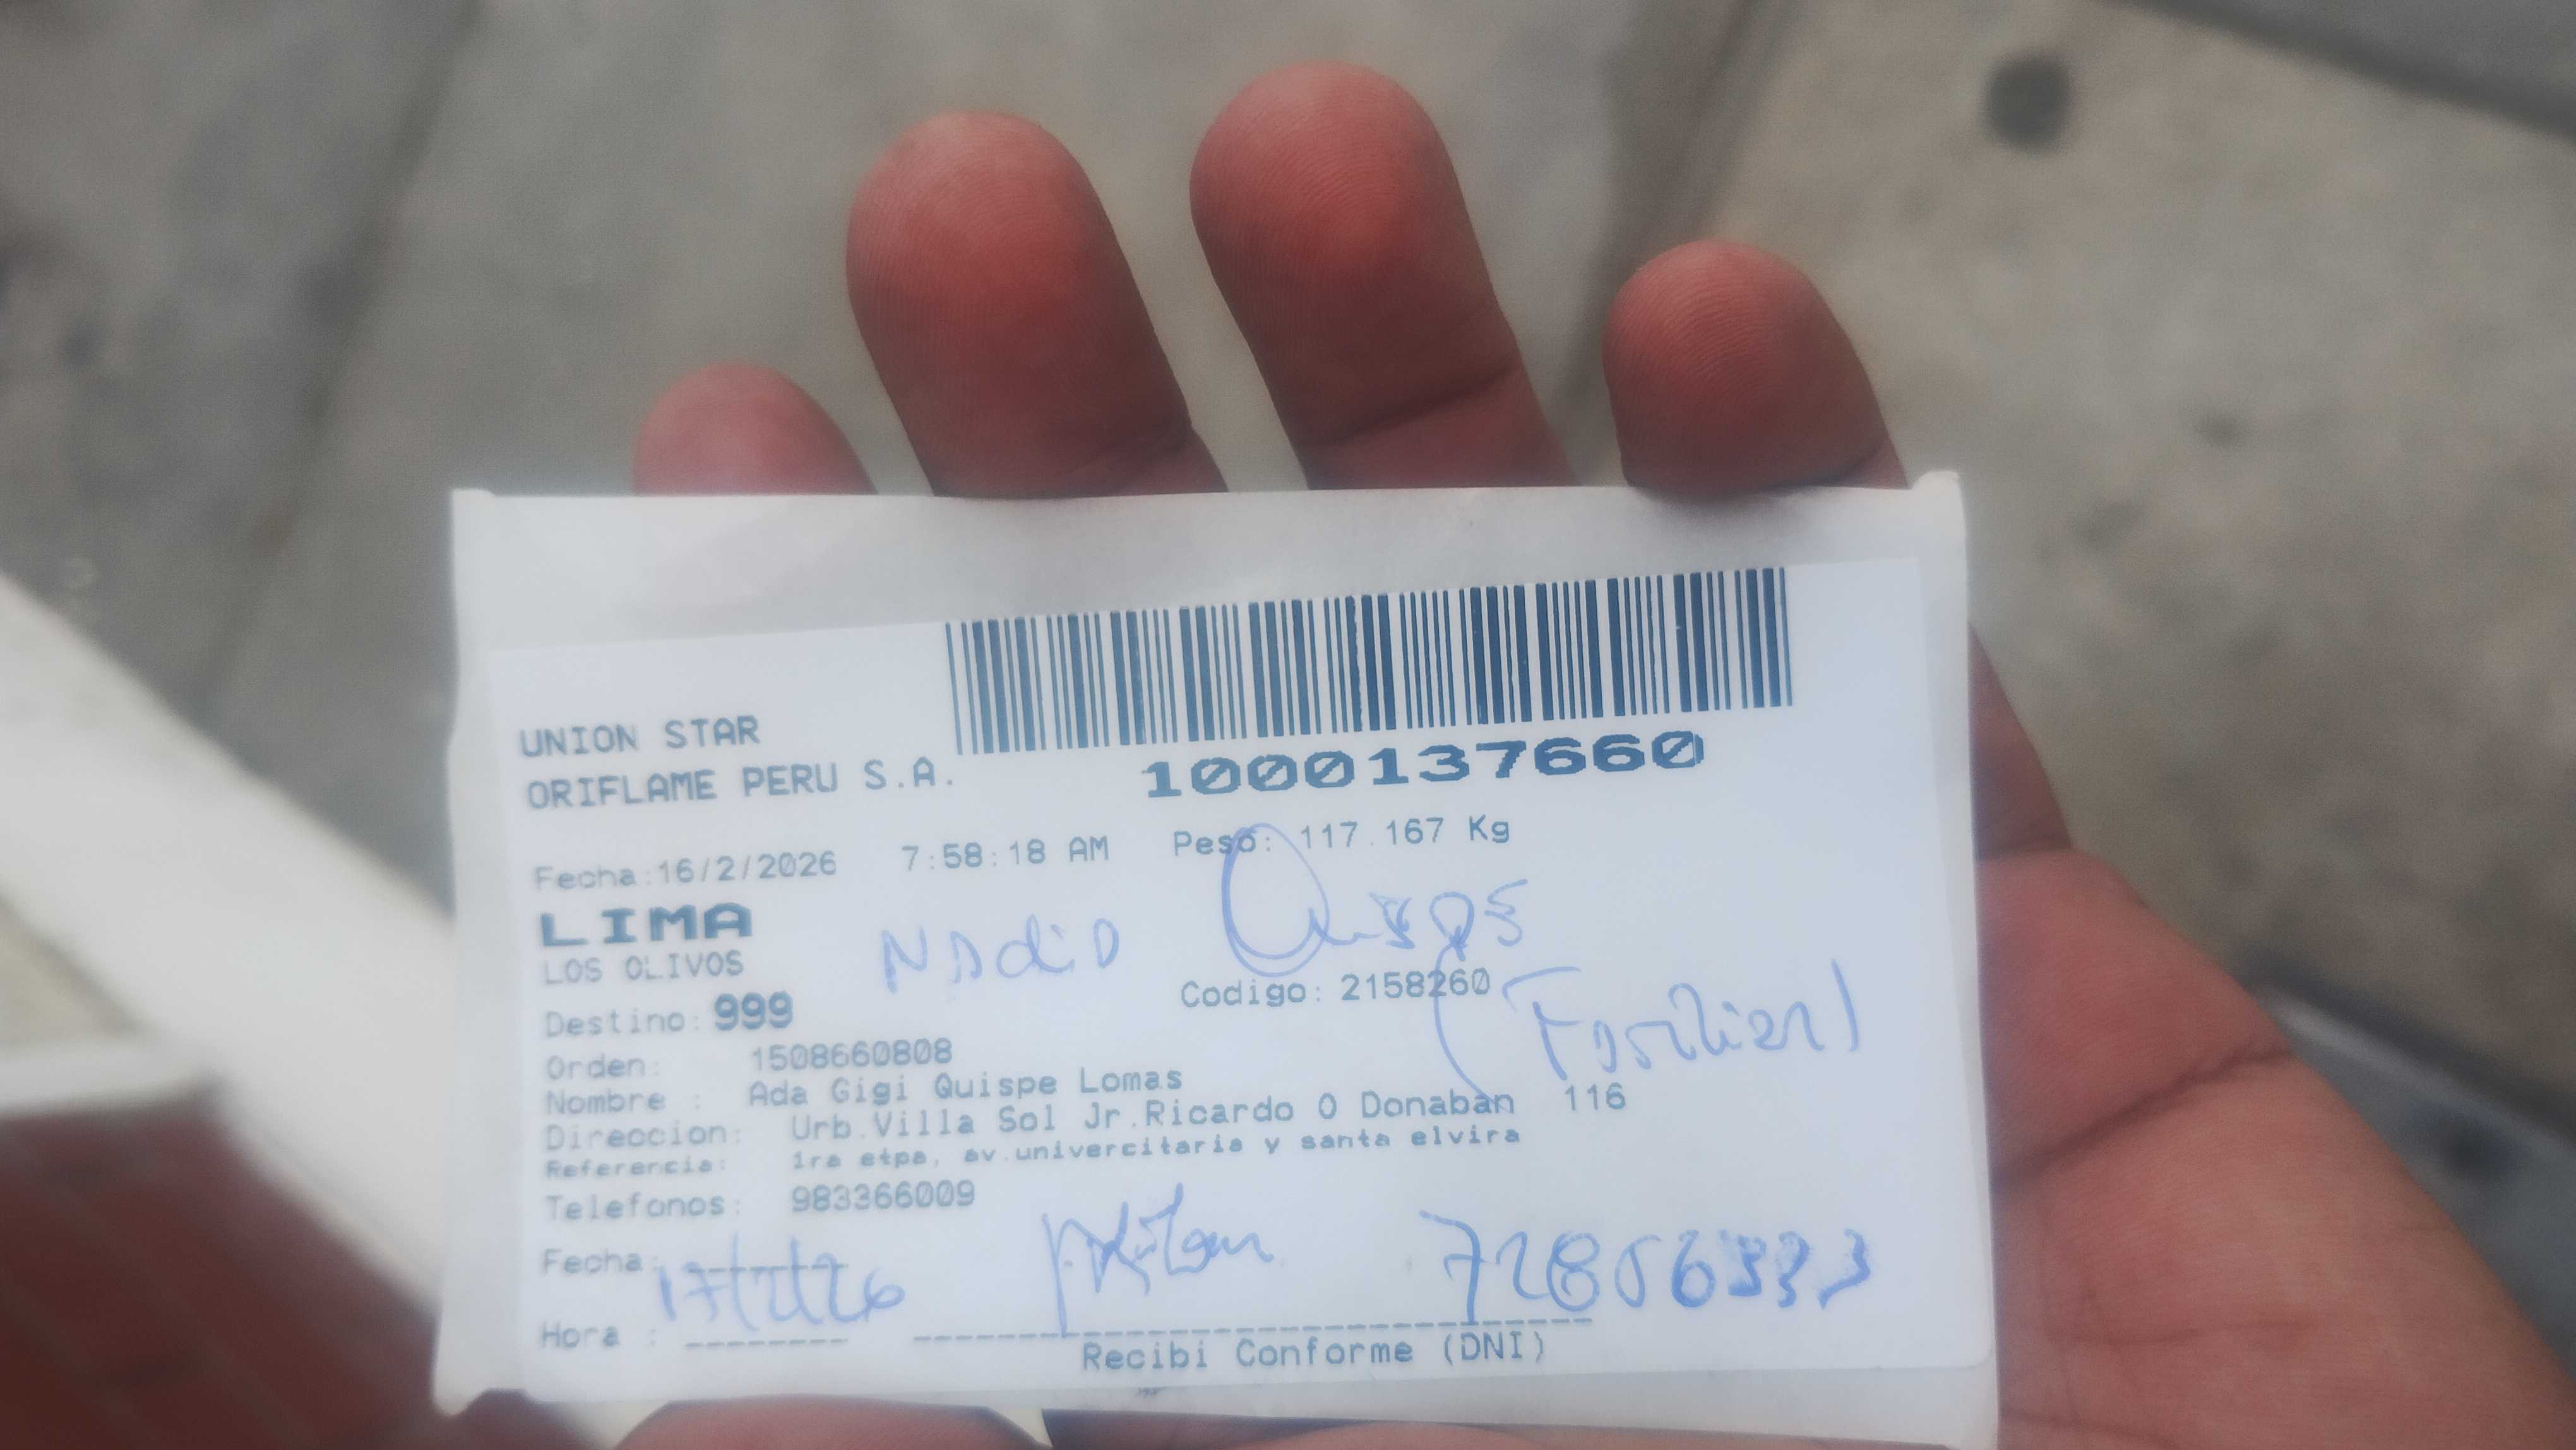 UNION STAR
ORIFLAME PERU S.A.
1000137660
Fecha:16/2/2026 7:58:18 AM Peso: 117.167 Kg
LIMA
LOS OLIVOS
Destino: 999 Codigo: 2158260
(Familiar)
Orden: 1508660808
Nombre : Ada Gigi Quispe Lomas
Direccion: Urb.Villa Sol Jr.Ricardo O Donaban 116
Referencia: 1ra etpa, av.univercitaria y santa elvira
Telefonos: 983366009
Fecha: 17/2/26
Hora :
Recibi Conforme (DNI)